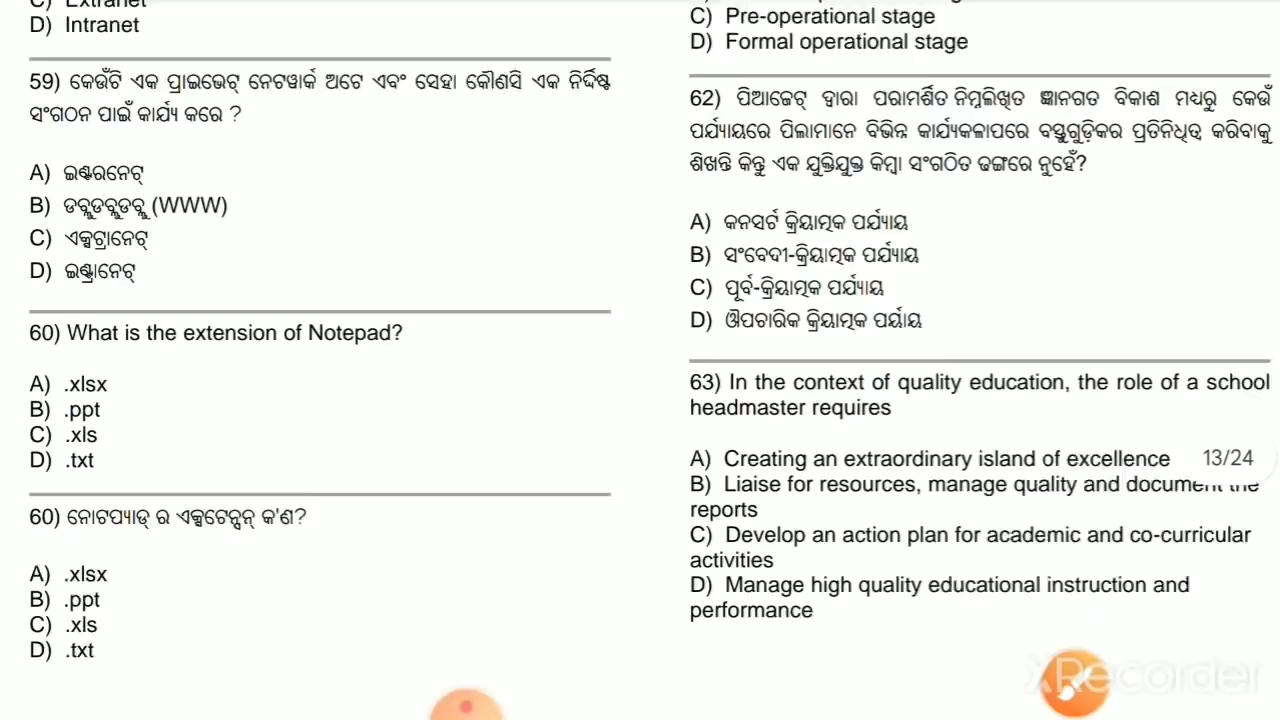 C) Extranet
D) Intranet
59) କେଉଁଟି ଏକ ପ୍ରାଇଭେଟ୍ ନେଟୱାର୍କ ଅଟେ ଏବଂ ସେହା କୌଣସି ଏକ ନିର୍ଦ୍ଦିଷ୍ଟ
ସଂଗଠନ ପାଇଁ କାର୍ଯ୍ୟ କରେ ?
A) ଇଣ୍ଟରନେଟ୍
B) ଡବ୍ଲୁଡବ୍ଲୁଡବ୍ଲୁ (WWW)
C) ଏକ୍ସଟ୍ରାନେଟ୍
D) ଇଣ୍ଟ୍ରାନେଟ୍
60) What is the extension of Notepad?
A) .xlsx
B) .ppt
C) .xls
D) .txt
60) ନୋଟପ୍ୟାଡ୍ ର ଏକ୍ସଟେନ୍ସନ୍ କ'ଣ?
A) .xlsx
B) .ppt
C) .xls
D) .txt
C) Pre-operational stage
D) Formal operational stage
62) ପିଆଜେଟ୍ ଦ୍ୱାରା ପରାମର୍ଶିତ ନିମ୍ନଲିଖିତ ଜ୍ଞାନଗତ ବିକାଶ ମଧ୍ୟରୁ କେଉଁ
ପର୍ଯ୍ୟାୟରେ ପିଲାମାନେ ବିଭିନ୍ନ କାର୍ଯ୍ୟକଳାପରେ ବସ୍ତୁଗୁଡ଼ିକର ପ୍ରତିନିଧିତ୍ୱ କରିବାକୁ
ଶିଖନ୍ତି କିନ୍ତୁ ଏକ ଯୁକ୍ତିଯୁକ୍ତ କିମ୍ବା ସଂଗଠିତ ଢଙ୍ଗରେ ନୁହେଁ?
A) କନସର୍ଟ କ୍ରିୟାତ୍ମକ ପର୍ଯ୍ୟାୟ
B) ସଂବେଦୀ-କ୍ରିୟାତ୍ମକ ପର୍ଯ୍ୟାୟ
C) ପୂର୍ବ-କ୍ରିୟାତ୍ମକ ପର୍ଯ୍ୟାୟ
D) ଔପଚାରିକ କ୍ରିୟାତ୍ମକ ପର୍ୟାୟ
63) In the context of quality education, the role of a school
headmaster requires
A) Creating an extraordinary island of excellence
13/24
B) Liaise for resources, manage quality and document the
reports
C) Develop an action plan for academic and co-curricular
activities
D) Manage high quality educational instruction and
performance
XRecorder